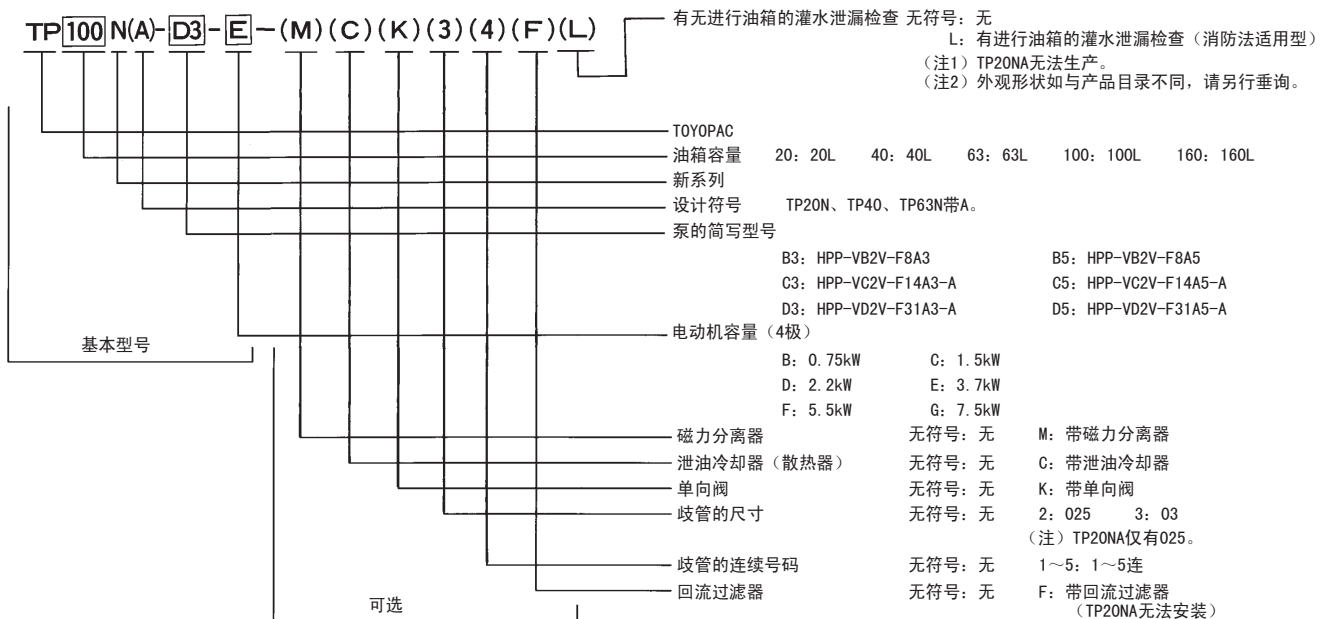 TP100N(A)-D3-E-(M)(C)(K)(3)(4)(F)(L)
有无进行油箱的灌水泄漏检查 无符号：无
L：有进行油箱的灌水泄漏检查（消防法适用型）
（注1）TP20NA无法生产。
（注2）外观形状如与产品目录不同，请另行垂询。
TOYOPAC
油箱容量 20：20L 40：40L 63：63L 100：100L 160：160L
新系列
设计符号 TP20N、TP40、TP63N带A。
泵的简写型号
B3：HPP-VB2V-F8A3 B5：HPP-VB2V-F8A5
C3：HPP-VC2V-F14A3-A C5：HPP-VC2V-F14A5-A
D3：HPP-VD2V-F31A3-A D5：HPP-VD2V-F31A5-A
电动机容量（4极）
基本型号
B：0.75kW C：1.5kW
D：2.2kW E：3.7kW
F：5.5kW G：7.5kW
磁力分离器 无符号：无 M：带磁力分离器
泄油冷却器（散热器） 无符号：无 C：带泄油冷却器
单向阀 无符号：无 K：带单向阀
歧管的尺寸 无符号：无 2：025 3：03
（注）TP20NA仅有025。
歧管的连续号码 无符号：无 1～5：1～5连
回流过滤器 无符号：无 F：带回流过滤器
可选
（TP20NA无法安装）